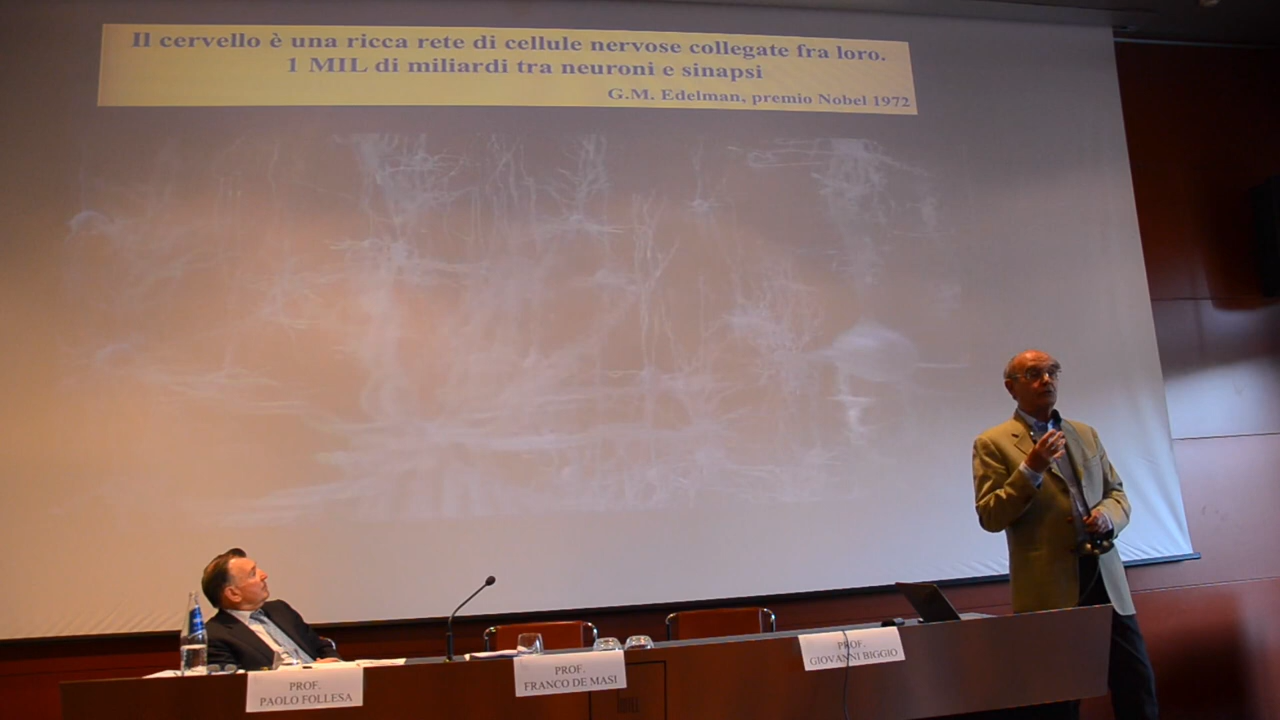 Il cervello è una ricca rete di cellule nervose collegate fra loro.
1 MIL di miliardi tra neuroni e sinapsi
G.M. Edelman, premio Nobel 1972
PROF.
PAOLO FOLLESA
PROF.
FRANCO DE MASI
PROF.
GIOVANNI BIGGIO